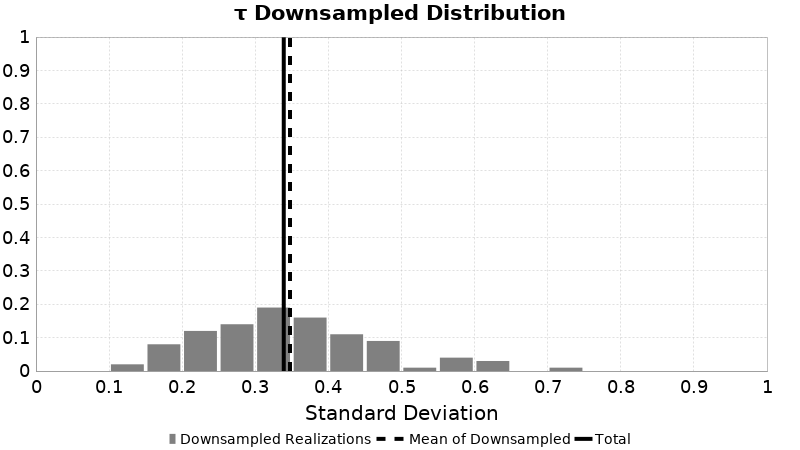 τ Downsampled Distribution
1
0.9
0.8
0.7
0.6
0.5
0.4
0.3
0.2
0.1
0
0 0.1 0.2 0.3 0.4 0.5 0.6 0.7 0.8 0.9 1
Standard Deviation
Downsampled Realizations Mean of Downsampled Total